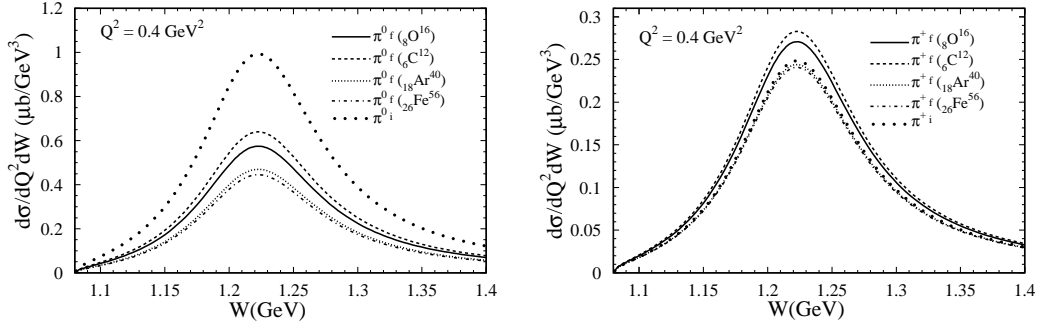 Q² = 0.4 GeV²
π⁰ ᶠ (₈O¹⁶)
π⁰ ᶠ (₆C¹²)
π⁰ ᶠ (₁₈Ar⁴⁰)
π⁰ ᶠ (₂₆Fe⁵⁶)
π⁰ ⁱ
dσ/dQ²dW (μb/GeV³)
1.2
1
0.8
0.6
0.4
0.2
0
1.1 1.15 1.2 1.25 1.3 1.35 1.4
W(GeV)
Q² = 0.4 GeV²
π⁺ ᶠ (₈O¹⁶)
π⁺ ᶠ (₆C¹²)
π⁺ ᶠ (₁₈Ar⁴⁰)
π⁺ ᶠ (₂₆Fe⁵⁶)
π⁺ ⁱ
dσ/dQ²dW (μb/GeV³)
0.3
0.25
0.2
0.15
0.1
0.05
0
1.1 1.15 1.2 1.25 1.3 1.35 1.4
W(GeV)